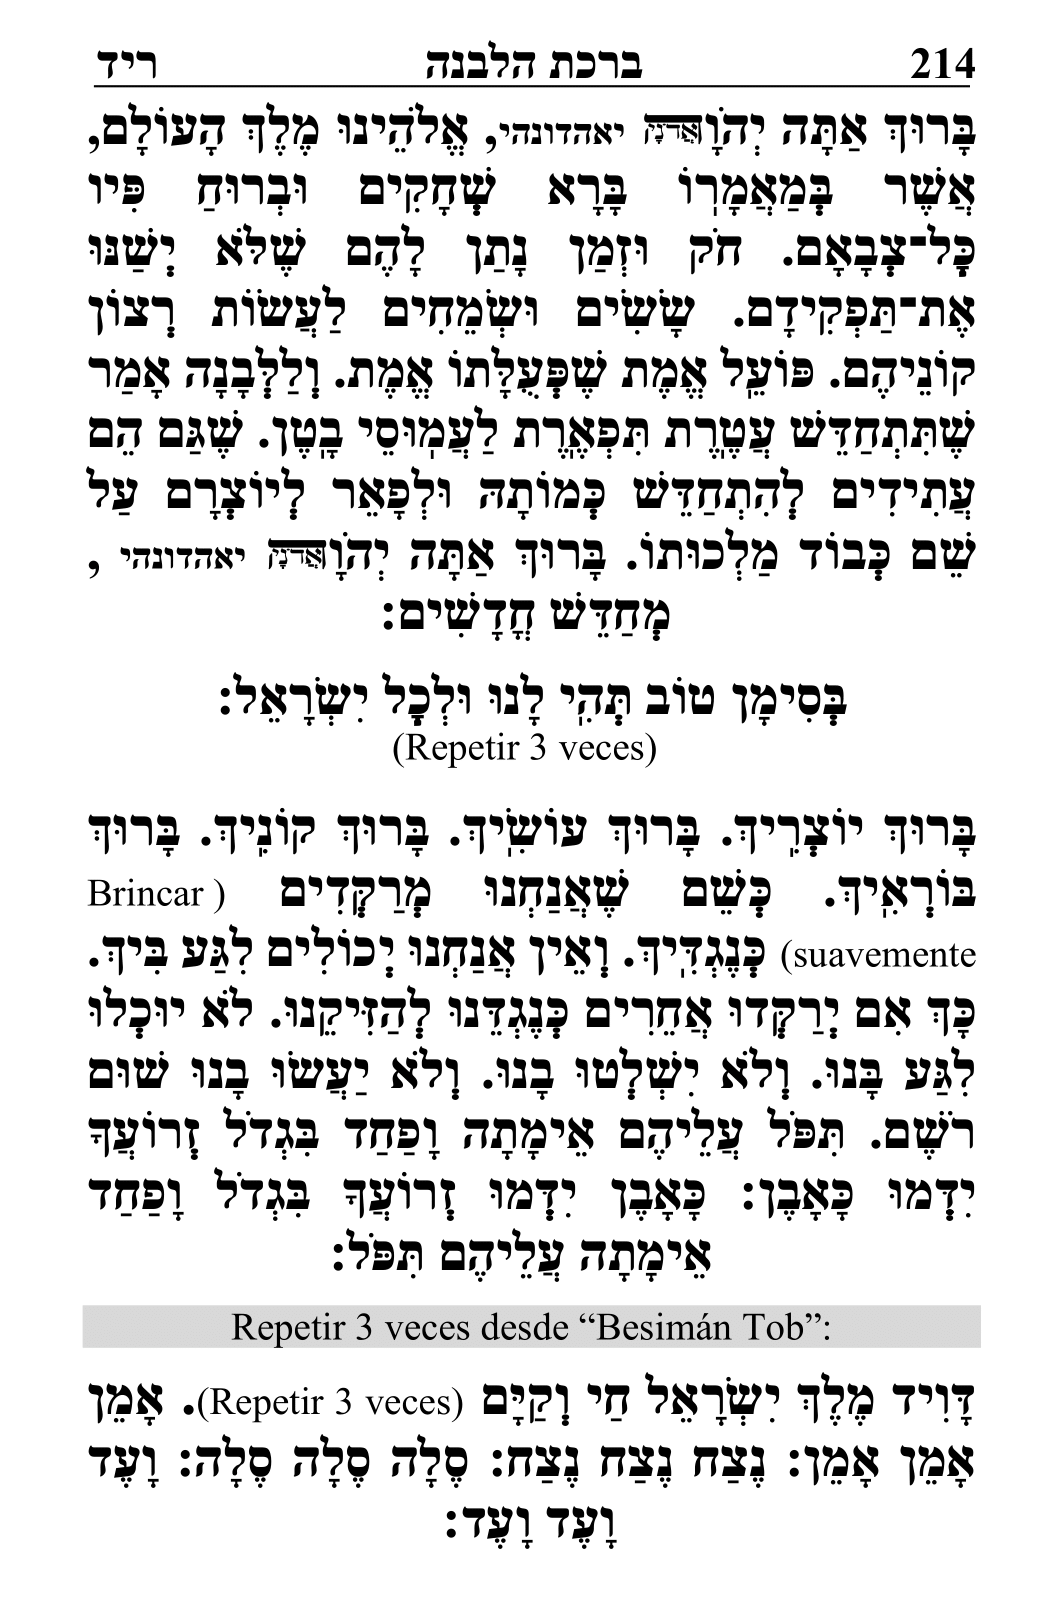 214 ברכת הלבנה ריד
בָּרוּךְ אַתָּה יְהֹוָאֲדֹנָיּ יאהדונהי, אֱלֹהֵינוּ מֶלֶךְ הָעוֹלָם,
אֲשֶׁר בְּמַאֲמָרוֹ בָּרָא שְׁחָקִים וּבְרוּחַ פִּיו
כׇּל־צְבָאָם. חֹק וּזְמַן נָתַן לָהֶם שֶׁלֹּא יְשַׁנּוּ
אֶת־תַּפְקִידָם. שָׂשִׂים וּשְׂמֵחִים לַעֲשׂוֹת רְצוֹן
קוֹנֵיהֶם. פּוֹעֵל אֱמֶת שֶׁפְּעֻלָּתוֹ אֱמֶת. וְלַלְּבָנָה אָמַר
שֶׁתִּתְחַדֵּשׁ עֲטֶרֶת תִּפְאֶרֶת לַעֲמוּסֵי בָטֶן. שֶׁגַּם הֵם
עֲתִידִים לְהִתְחַדֵּשׁ כְּמוֹתָהּ וּלְפָאֵר לְיוֹצְרָם עַל
שֵׁם כְּבוֹד מַלְכוּתוֹ. בָּרוּךְ אַתָּה יְהֹוָאֲדֹנָיּ יאהדונהי ,
מְחַדֵּשׁ חֳדָשִׁים:
בְּסִימָן טוֹב תְּהִי לָנוּ וּלְכׇל יִשְׂרָאֵל:
(Repetir 3 veces)
בָּרוּךְ יוֹצְרִיךְ. בָּרוּךְ עוֹשִׂיךְ. בָּרוּךְ קוֹנִיךְ. בָּרוּךְ
בּוֹרְאִיךְ. כְּשֵׁם שֶׁאֲנַחְנוּ מְרַקְּדִים (Brincar
suavemente) כְּנֶגְדִּיךְ. וְאֵין אֲנַחְנוּ יְכוֹלִים לִגַּע בִּיךְ.
כָּךְ אִם יְרַקְּדוּ אֲחֵרִים כְּנֶגְדֵּנוּ לְהַזִּיקֵנוּ. לֹא יוּכְלוּ
לִגַּע בָּנוּ. וְלֹא יִשְׁלְטוּ בָנוּ. וְלֹא יַעֲשׂוּ בָנוּ שׁוּם
רֹשֶׁם. תִּפֹּל עֲלֵיהֶם אֵימָתָה וָפַחַד בִּגְדֹל זְרוֹעֲךָ
יִדְּמוּ כָּאָבֶן: כָּאָבֶן יִדְּמוּ זְרוֹעֲךָ בִּגְדֹל וָפַחַד
אֵימָתָה עֲלֵיהֶם תִּפֹּל:
Repetir 3 veces desde “Besimán Tob”:
דָּוִיד מֶלֶךְ יִשְׂרָאֵל חַי וְקַיָּם (Repetir 3 veces). אָמֵן
אָמֵן אָמֵן: נֶצַח נֶצַח נֶצַח: סֶלָה סֶלָה סֶלָה: וָעֶד
וָעֶד וָעֶד: